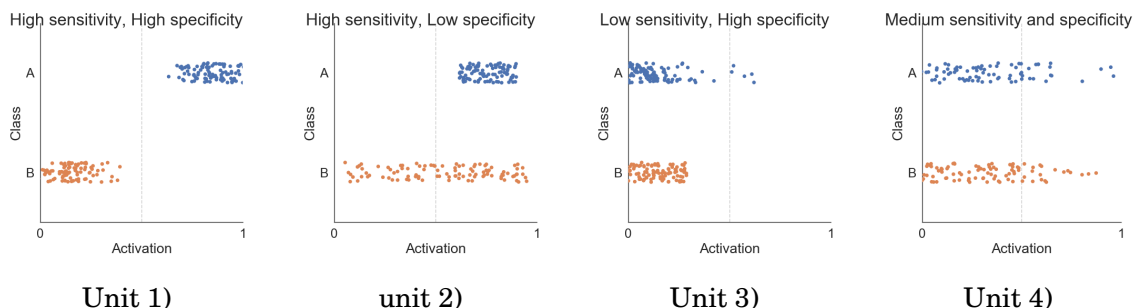 High sensitivity, High specificity
A
Class
B
0
1
Activation
Unit 1)
High sensitivity, Low specificity
A
Class
B
0
1
Activation
unit 2)
Low sensitivity, High specificity
A
Class
B
0
1
Activation
Unit 3)
Medium sensitivity and specificity
A
Class
B
0
1
Activation
Unit 4)